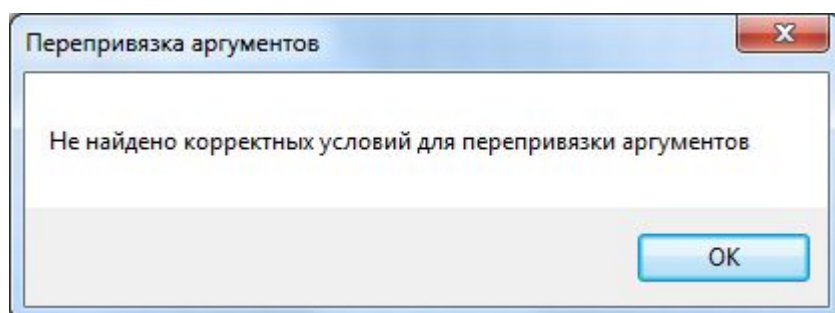 Перепривязка аргументов
Не найдено корректных условий для перепривязки аргументов
OK